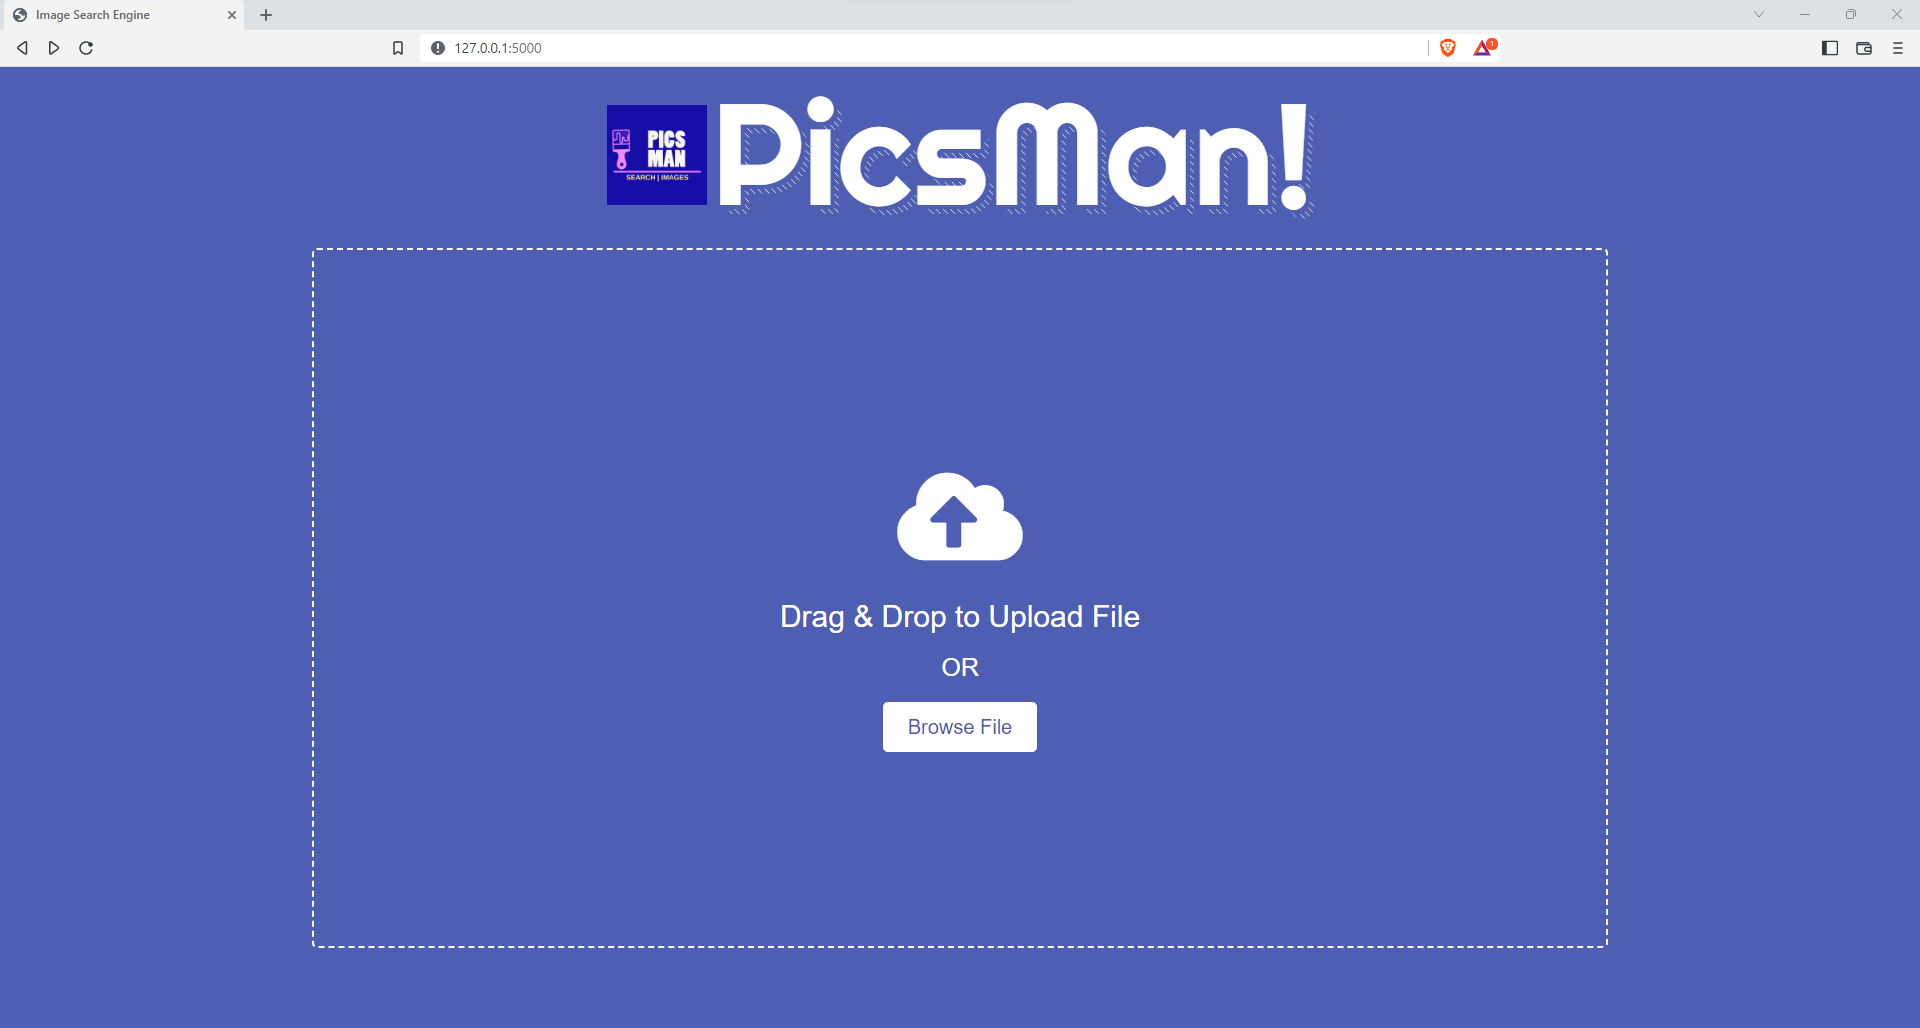 Image Search Engine
127.0.0.1:5000
1
PICS
MAN
SEARCH | IMAGES
PicsMan!
Drag & Drop to Upload File
OR
Browse File